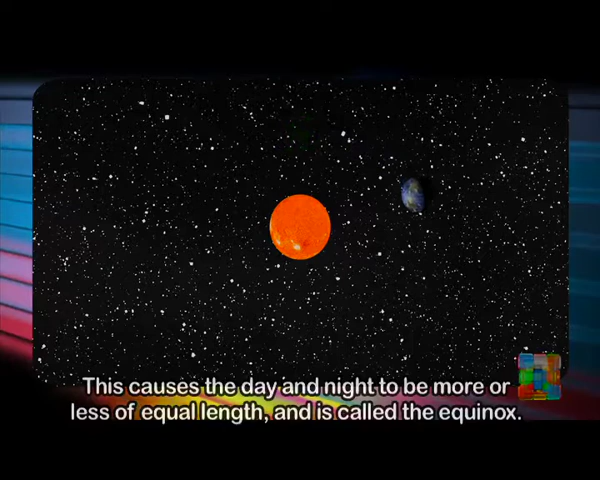 This causes the day and night to be more or
less of equal length, and is called the equinox.